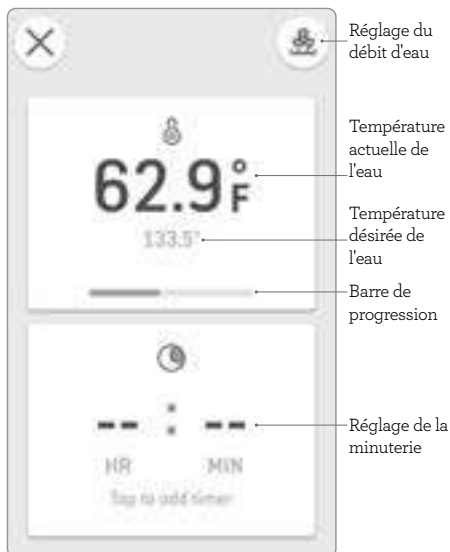 Réglage du
débit d'eau
62.9°F
133.5°
Température
actuelle de
l'eau
Température
désirée de
l'eau
Barre de
progression
-- : --
HR MIN
Tap to add timer
Réglage de la
minuterie